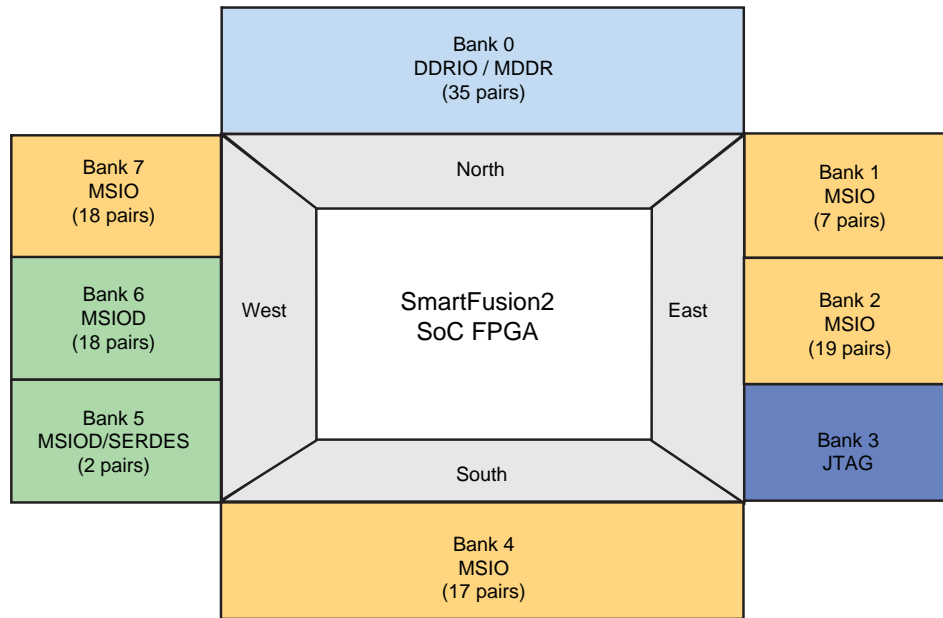 Bank 0
DDRIO / MDDR
(35 pairs)
Bank 7
MSIO
(18 pairs)
North
Bank 1
MSIO
(7 pairs)
Bank 6
MSIOD
(18 pairs)
West
SmartFusion2
SoC FPGA
East
Bank 2
MSIO
(19 pairs)
Bank 5
MSIOD/SERDES
(2 pairs)
South
Bank 3
JTAG
Bank 4
MSIO
(17 pairs)